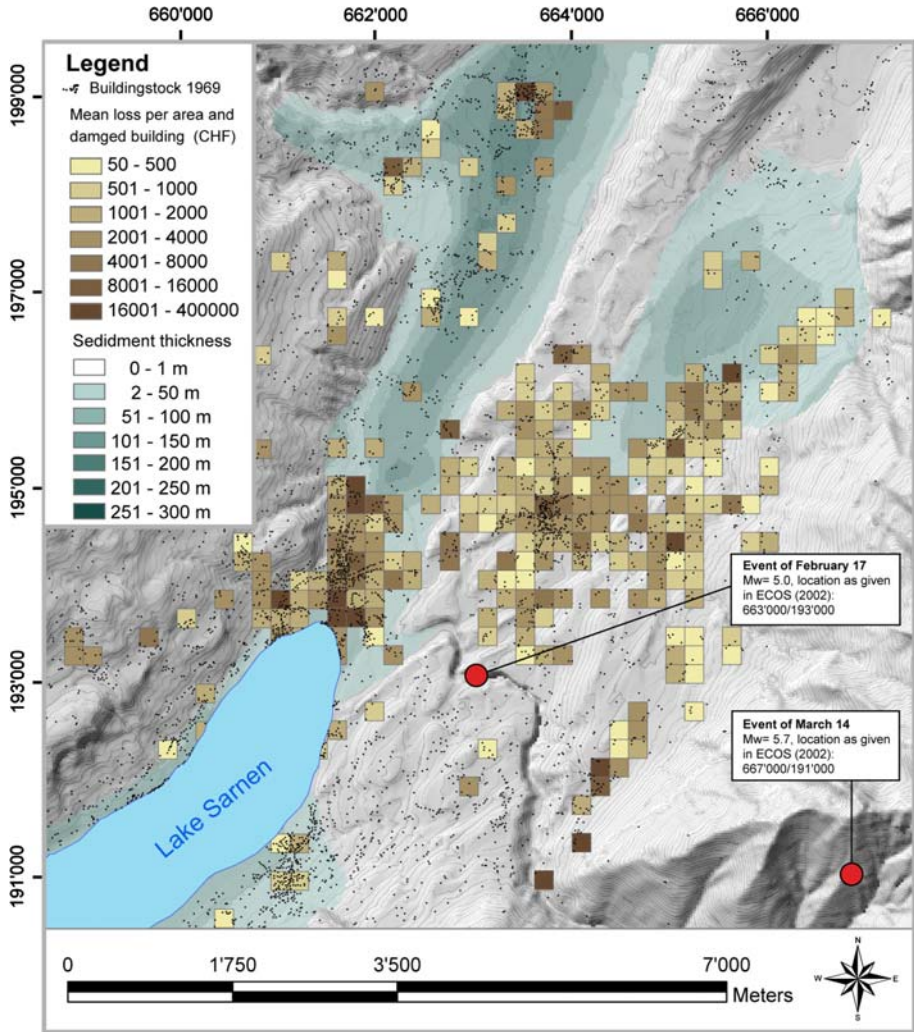 660'000 662'000 664'000 666'000
199'000
197'000
195'000
193'000
191'000
Legend
Buildingstock 1969
Mean loss per area and
damged building (CHF)
50 - 500
501 - 1000
1001 - 2000
2001 - 4000
4001 - 8000
8001 - 16000
16001 - 400000
Sedidment thickness
0 - 1 m
2 - 50 m
51 - 100 m
101 - 150 m
151 - 200 m
201 - 250 m
251 - 300 m
Event of February 17
Mw= 5.0, location as given
in ECOS (2002):
663'000/193'000
Event of March 14
Mw= 5.7, location as given
in ECOS (2002):
667'000/191'000
Lake Sarnen
0 1'750 3'500 7'000
Meters
N
W E
S